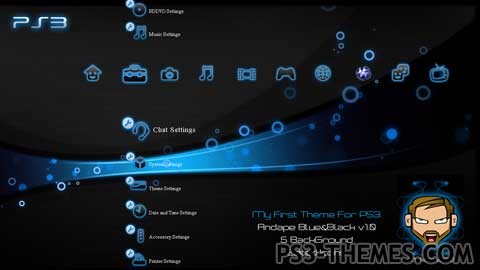 BD/DVD Settings
PS3
Music Settings
Chat Settings
System Settings
Theme Settings
Date and Time Settings
My First Theme For PS3
Andape Blue&Black v1.0
5 BackGround
Accessory Settings
PS3-THEMES.COM
Printer Settings